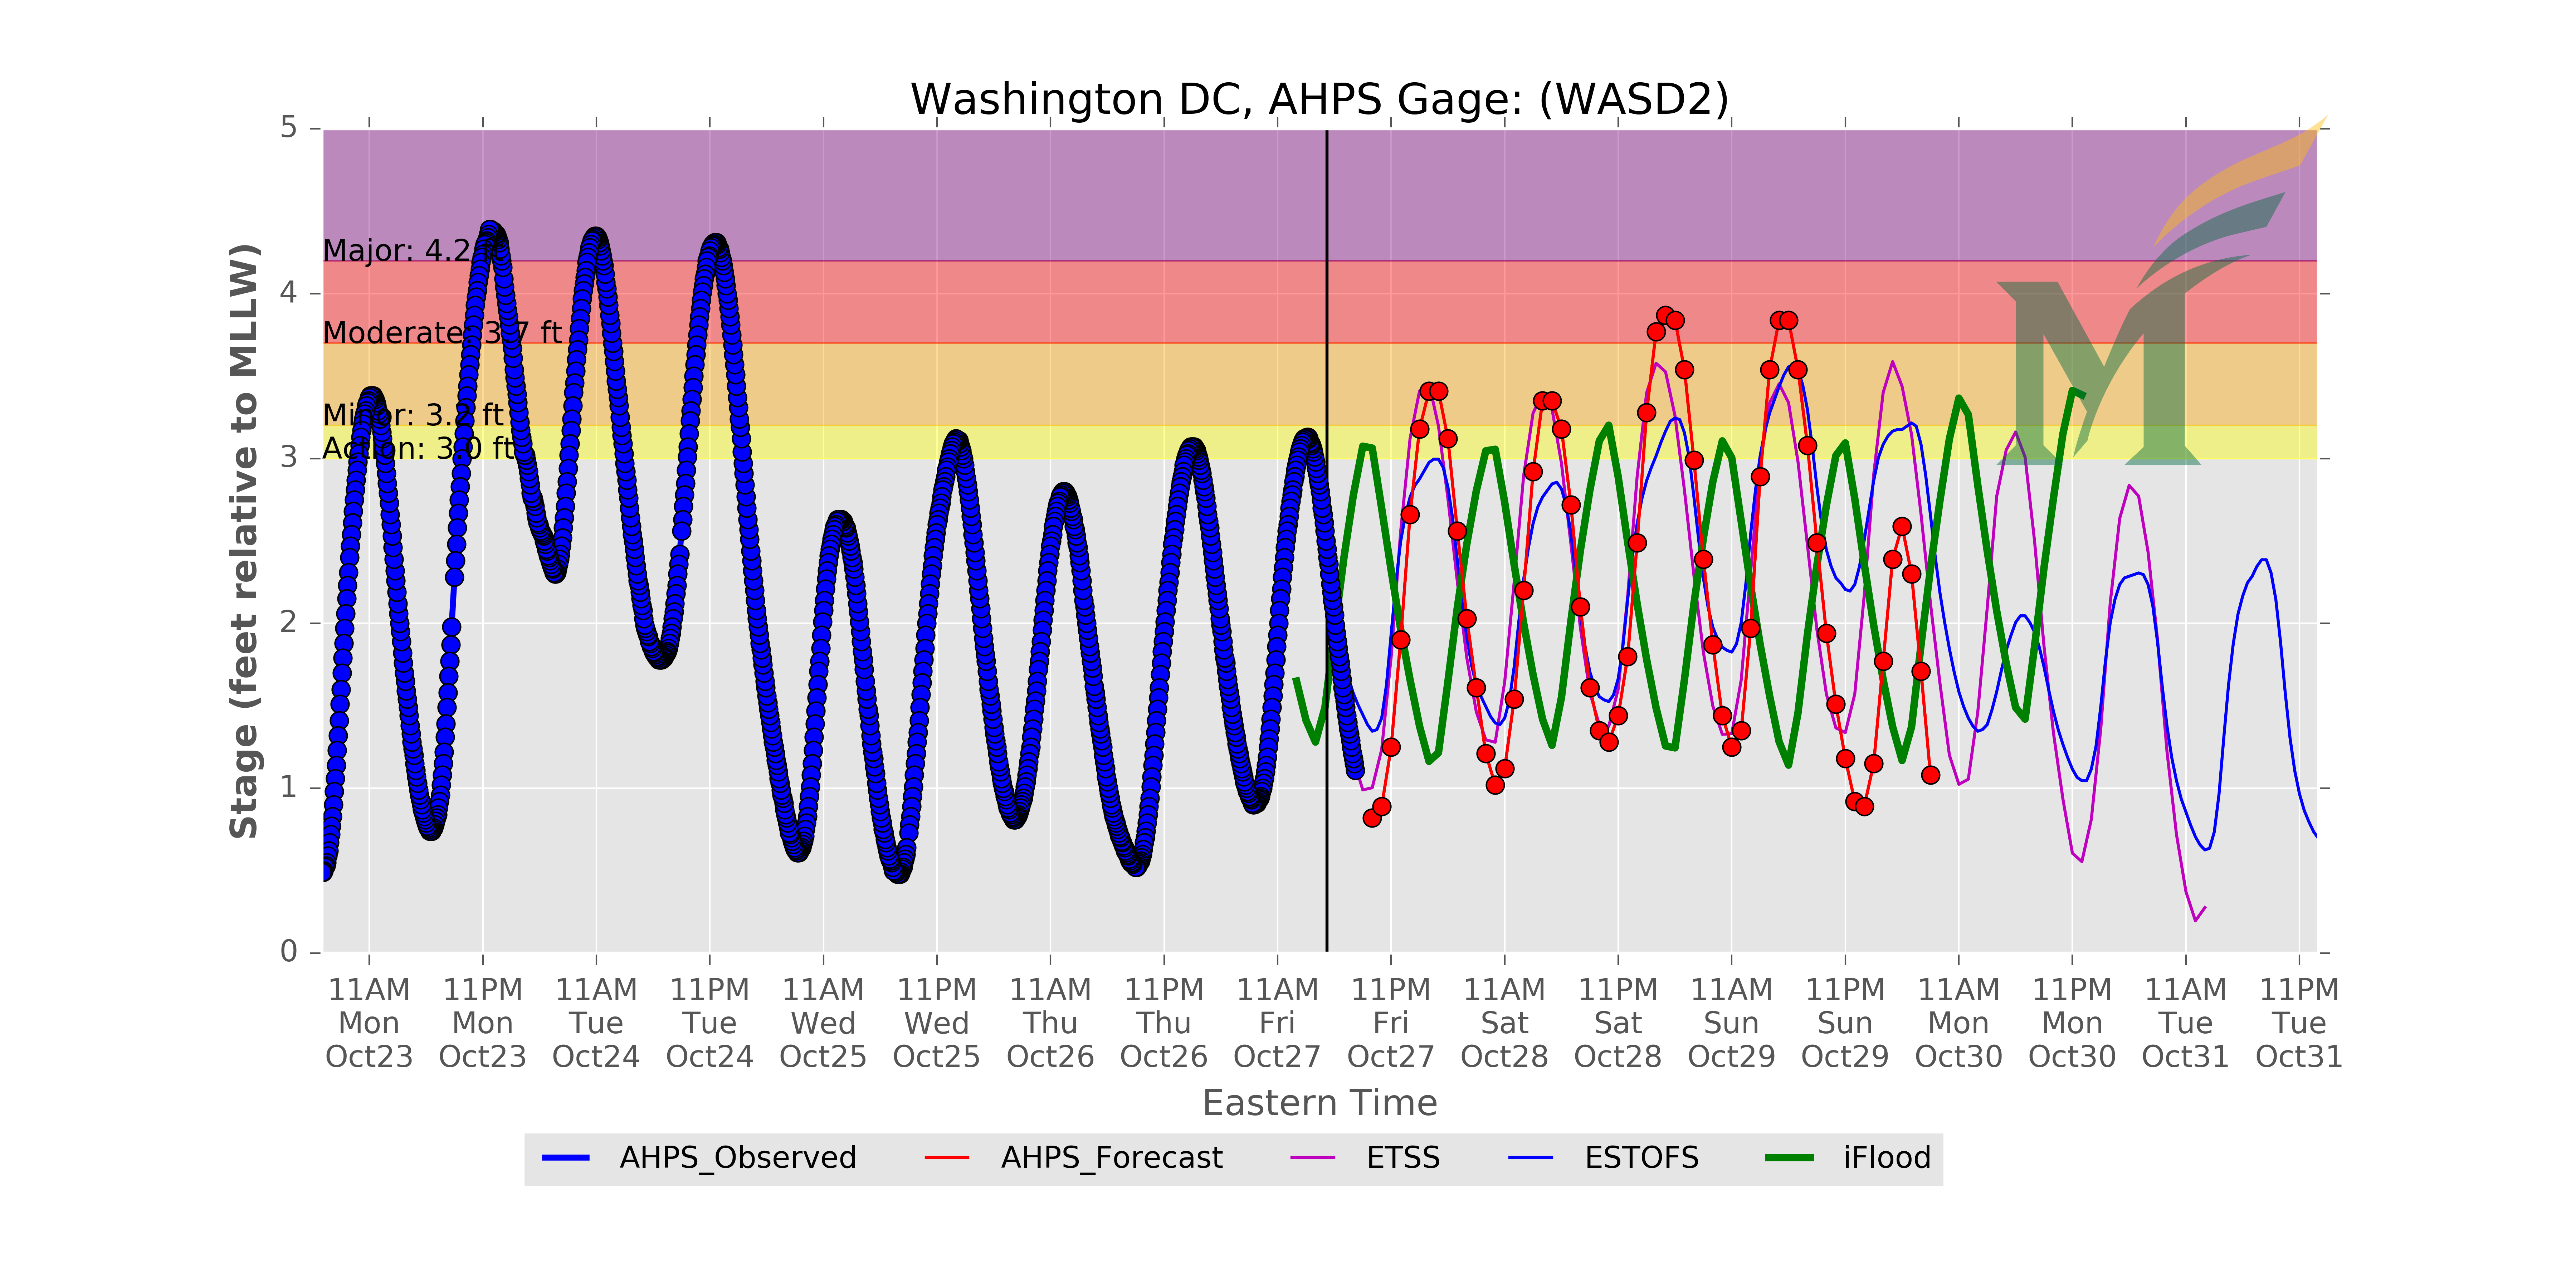 Washington DC, AHPS Gage: (WASD2)
5
4
3
2
1
0
Stage (feet relative to MLLW)
Major: 4.2
Moderate: 3.7 ft
Minor: 3.2 ft
Action: 3.0 ft
11AM 11PM 11AM 11PM 11AM 11PM 11AM 11PM 11AM 11PM 11AM 11PM 11AM 11PM 11AM 11PM 11AM 11PM
Mon Mon Tue Tue Wed Wed Thu Thu Fri Fri Sat Sat Sun Sun Mon Mon Tue Tue
Oct23 Oct23 Oct24 Oct24 Oct25 Oct25 Oct26 Oct26 Oct27 Oct27 Oct28 Oct28 Oct29 Oct29 Oct30 Oct30 Oct31 Oct31
Eastern Time
AHPS_Observed AHPS_Forecast ETSS ESTOFS iFlood